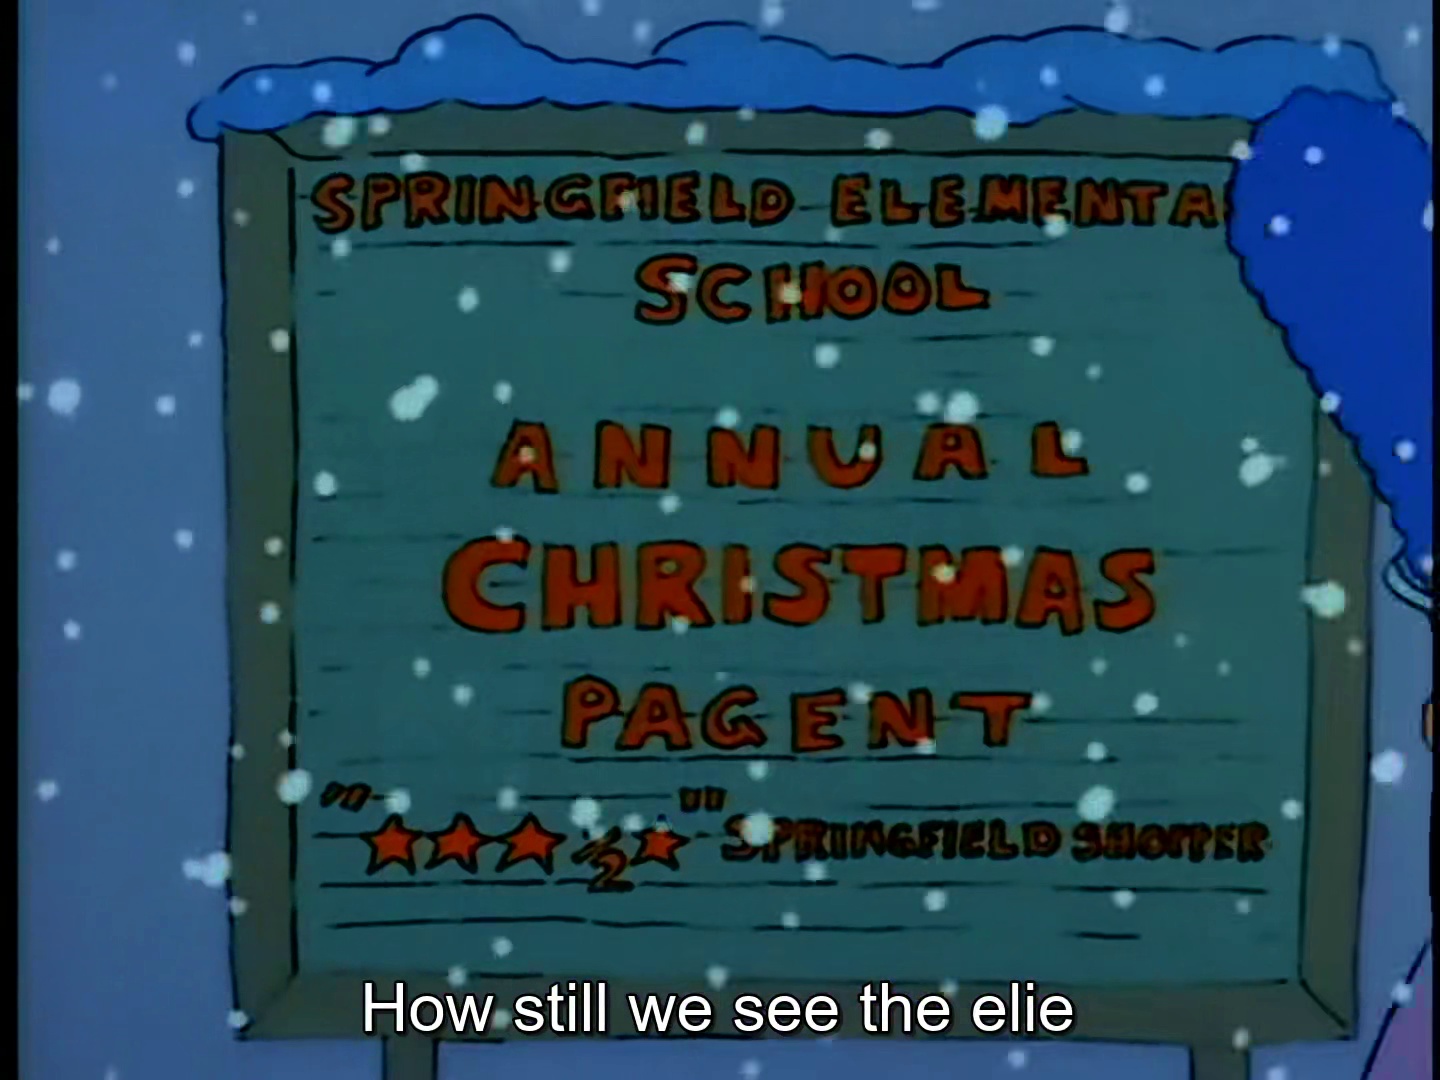 SPRINGFIELD ELEMENTA
SCHOOL
ANNUAL
CHRISTMAS
PAGENT
"★★★ ½★" SPRINGFIELD SHOPPER
How still we see the elie